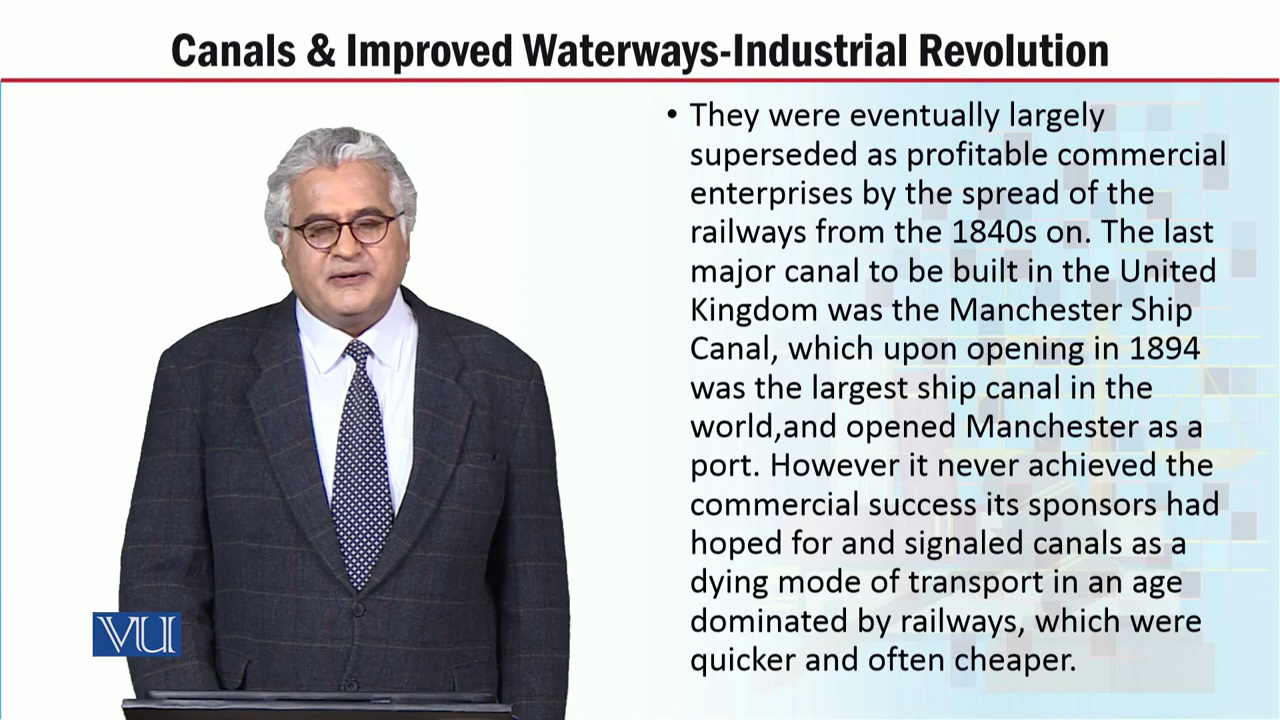 Canals & Improved Waterways-Industrial Revolution
• They were eventually largely
superseded as profitable commercial
enterprises by the spread of the
railways from the 1840s on. The last
major canal to be built in the United
Kingdom was the Manchester Ship
Canal, which upon opening in 1894
was the largest ship canal in the
world,and opened Manchester as a
port. However it never achieved the
commercial success its sponsors had
hoped for and signaled canals as a
dying mode of transport in an age
dominated by railways, which were
quicker and often cheaper.
VU